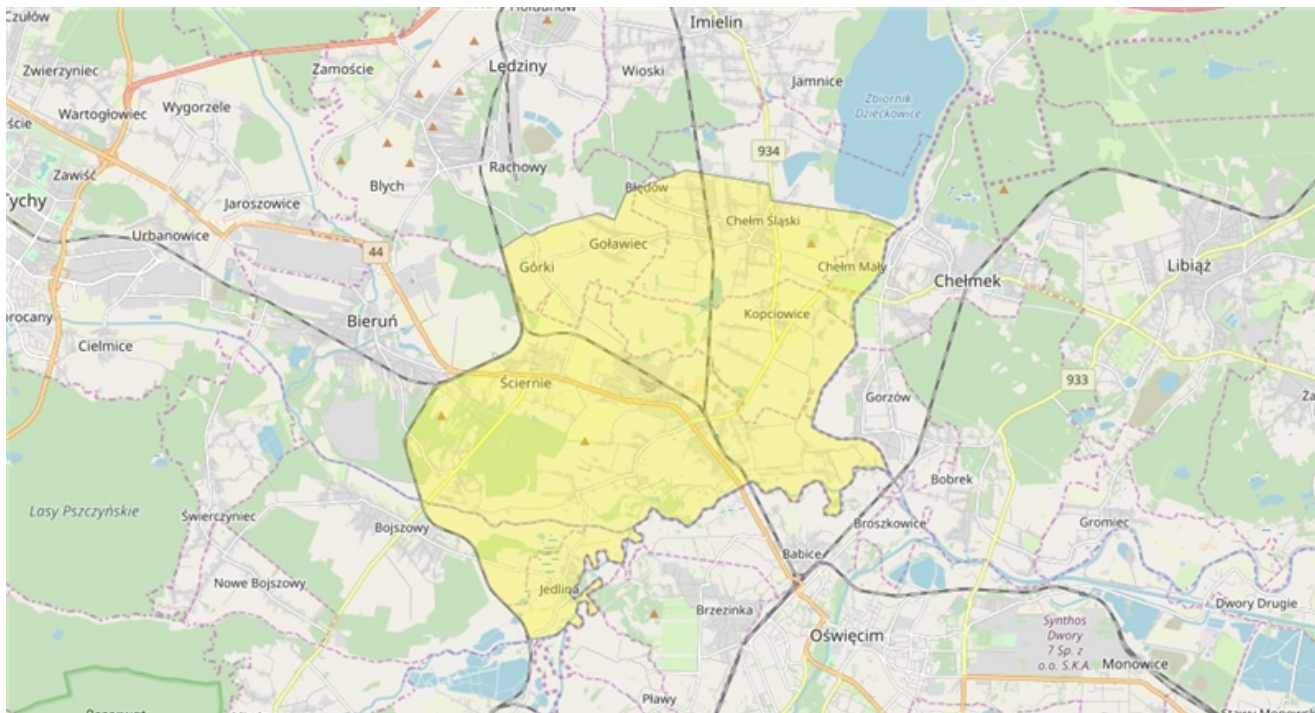 Czułów
Hołdunów
Imielin
Zwierzyniec
Zamoście
Lędziny
Wioski
Jamnice
Zbiornik
Dziećkowice
Wartogłowiec
Wygorzele
934
Zawiść
Rachowy
Tychy
Blych
Błędów
Jaroszowice
Chełm Śląski
Urbanowice
Goławiec
44
Górki
Chełm Mały
Libiąż
Chełmek
Kopciowice
Bieruń
Cielmice
Ściernie
933
Gorzów
Bobrek
Lasy Pszczyńskie
Świerczyniec
Bojszowy
Broszkowice
Gromiec
Babice
Nowe Bojszowy
Jedlina
Brzezinka
Dwory Drugie
Synthos
Dwory
7 Sp. z
o.o. S.K.A.
Oświęcim
Monowice
Pławy